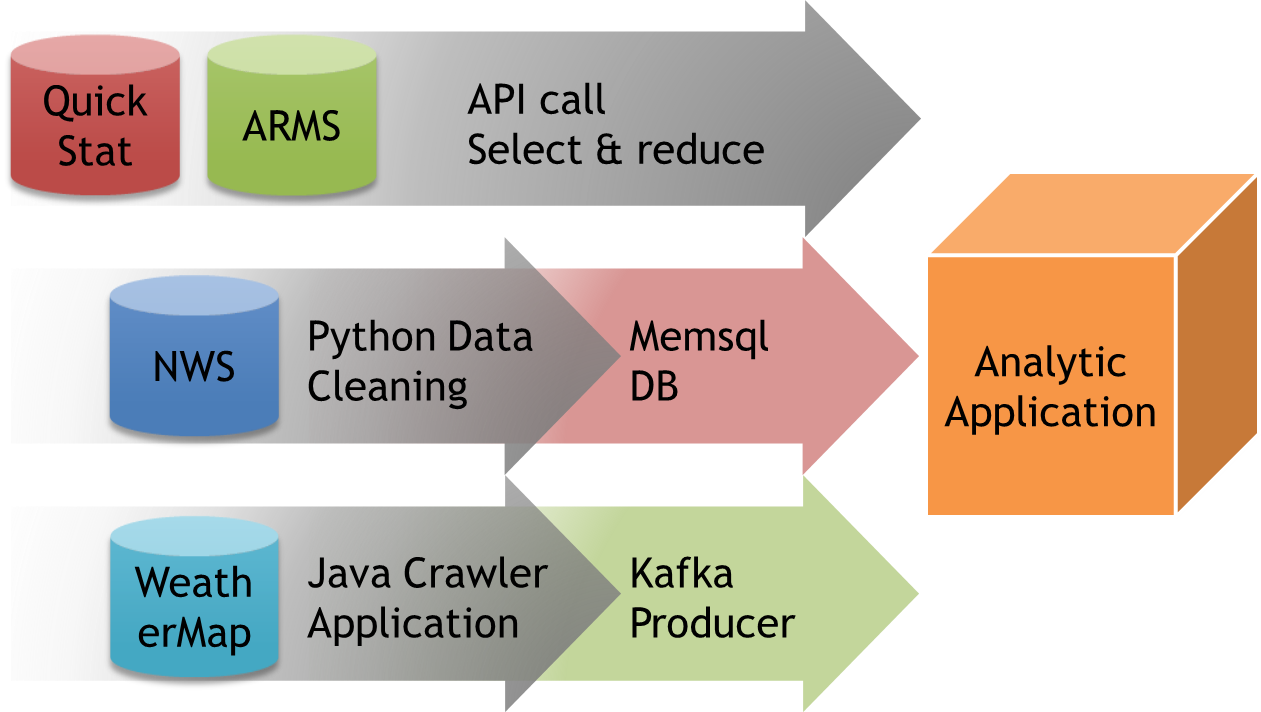 Quick
Stat
ARMS
API call
Select & reduce
NWS
Python Data
Cleaning
Memsql
DB
Analytic
Application
Weath
erMap
Java Crawler
Application
Kafka
Producer